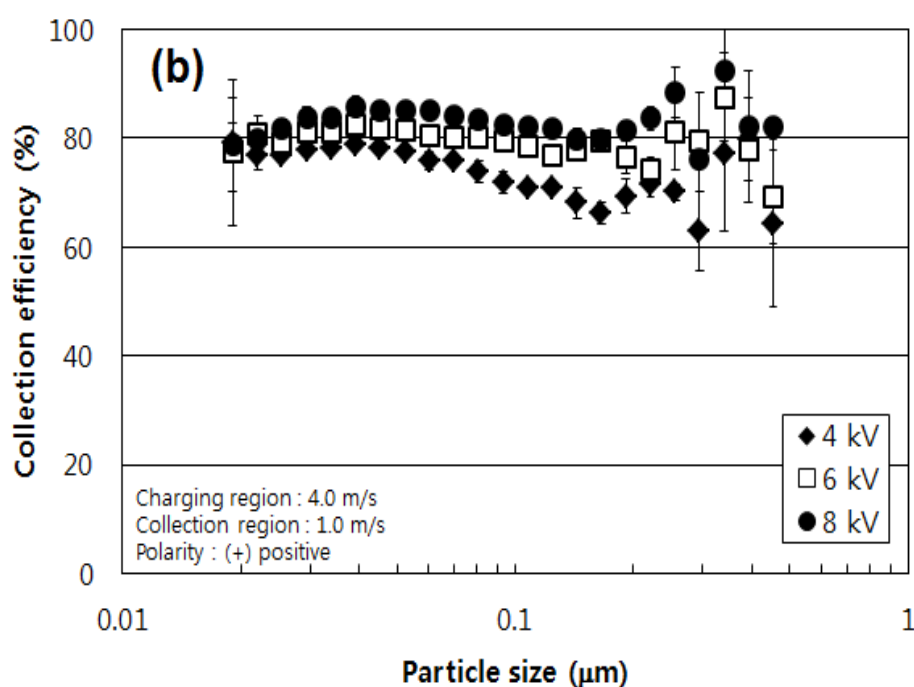 (b)
Collection efficiency (%)
100
80
60
40
20
0
Charging region : 4.0 m/s
Collection region : 1.0 m/s
Polarity : (+) positive
4 kV
6 kV
8 kV
0.01
0.1
1
Particle size (μm)